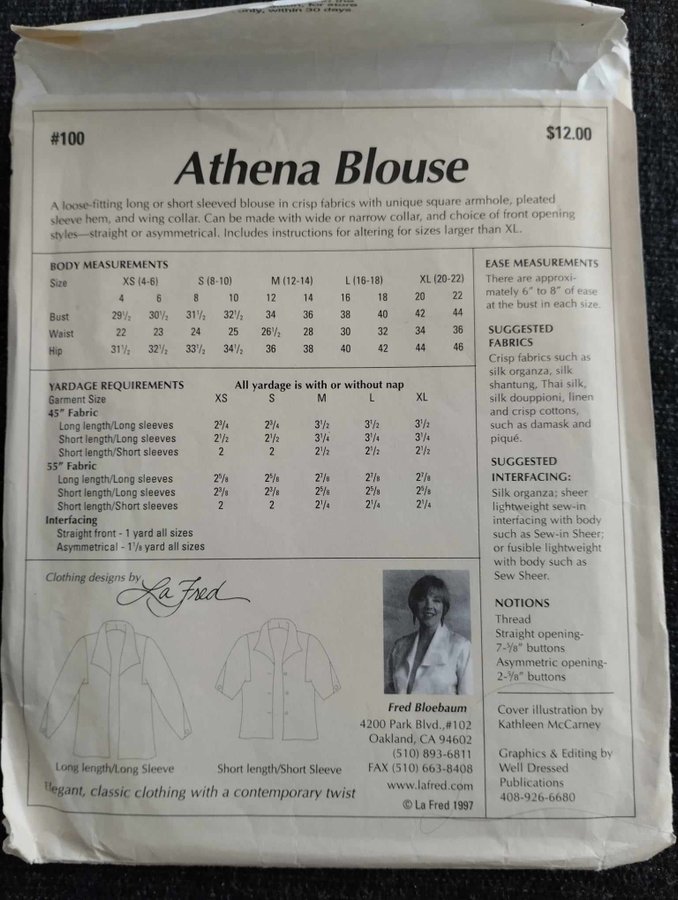 only, within 30 days.
#100
$12.00
Athena Blouse
A loose-fitting long or short sleeved blouse in crisp fabrics with unique square armhole, pleated
sleeve hem, and wing collar. Can be made with wide or narrow collar, and choice of front opening
styles—straight or asymmetrical. Includes instructions for altering for sizes larger than XL.
BODY MEASUREMENTS
Size XS (4-6) S (8-10) M (12-14) L (16-18) XL (20-22)
4 6 8 10 12 14 16 18 20 22
Bust 29½ 30½ 31½ 32½ 34 36 38 40 42 44
Waist 22 23 24 25 26½ 28 30 32 34 36
Hip 31½ 32½ 33½ 34½ 36 38 40 42 44 46
YARDAGE REQUIREMENTS All yardage is with or without nap
Garment Size XS S M L XL
45" Fabric
Long length/Long sleeves 2¾ 2¾ 3½ 3½ 3½
Short length/Long sleeves 2½ 2½ 3¼ 3¼ 3¼
Short length/Short sleeves 2 2 2½ 2½ 2½
55" Fabric
Long length/Long sleeves 2⅝ 2⅝ 2⅞ 2⅞ 2⅞
Short length/Long sleeves 2⅜ 2⅜ 2⅝ 2⅝ 2⅝
Short length/Short sleeves 2 2 2¼ 2¼ 2¼
Interfacing
Straight front - 1 yard all sizes
Asymmetrical - 1⅛ yard all sizes
EASE MEASUREMENTS
There are approxi-
mately 6" to 8" of ease
at the bust in each size.
SUGGESTED
FABRICS
Crisp fabrics such as
silk organza, silk
shantung, Thai silk,
silk douppioni, linen
and crisp cottons,
such as damask and
piqué.
SUGGESTED
INTERFACING:
Silk organza; sheer
lightweight sew-in
interfacing with body
such as Sew-in Sheer;
or fusible lightweight
with body such as
Sew Sheer.
NOTIONS
Thread
Straight opening-
7-⅝" buttons
Asymmetric opening-
2-⅝" buttons
Cover illustration by
Kathleen McCarney
Graphics & Editing by
Well Dressed
Publications
408-926-6680
Clothing designs by La Fred
Long length/Long Sleeve
Short length/Short Sleeve
Elegant, classic clothing with a contemporary twist
Fred Bloebaum
4200 Park Blvd.,#102
Oakland, CA 94602
(510) 893-6811
FAX (510) 663-8408
www.lafred.com
© La Fred 1997